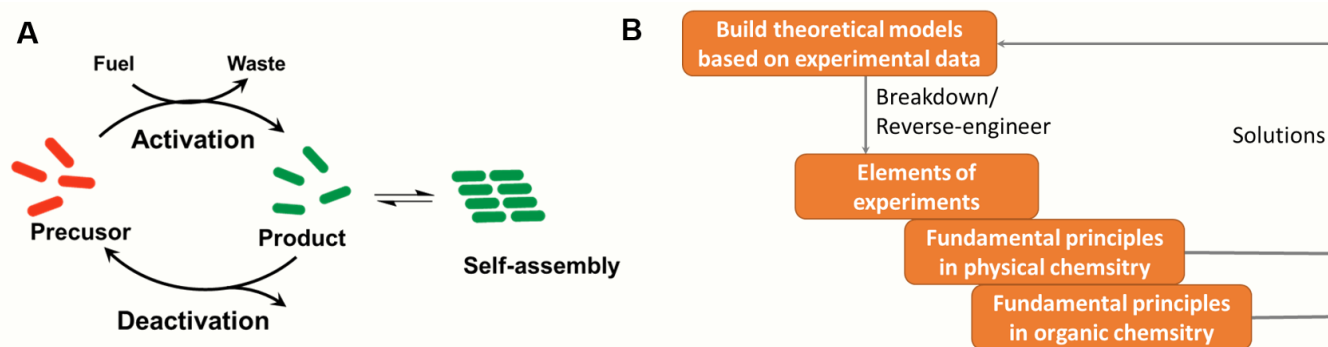 A
Fuel
Waste
Activation
Precusor
Product
Self-assembly
Deactivation
B
Build theoretical models
based on experimental data
Breakdown/
Reverse-engineer
Solutions
Elements of
experiments
Fundamental principles
in physical chemsitry
Fundamental principles
in organic chemsitry